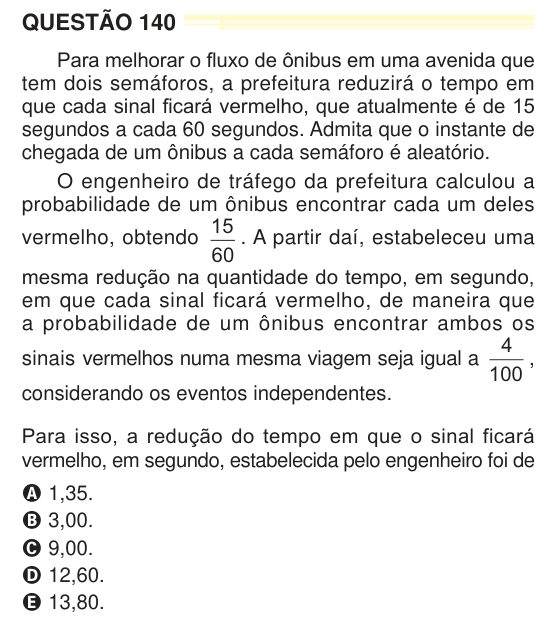 QUESTÃO 140
Para melhorar o fluxo de ônibus em uma avenida que
tem dois semáforos, a prefeitura reduzirá o tempo em
que cada sinal ficará vermelho, que atualmente é de 15
segundos a cada 60 segundos. Admita que o instante de
chegada de um ônibus a cada semáforo é aleatório.
O engenheiro de tráfego da prefeitura calculou a
probabilidade de um ônibus encontrar cada um deles
vermelho, obtendo 15/60. A partir daí, estabeleceu uma
mesma redução na quantidade do tempo, em segundo,
em que cada sinal ficará vermelho, de maneira que
a probabilidade de um ônibus encontrar ambos os
sinais vermelhos numa mesma viagem seja igual a 4/100,
considerando os eventos independentes.
Para isso, a redução do tempo em que o sinal ficará
vermelho, em segundo, estabelecida pelo engenheiro foi de
A 1,35.
B 3,00.
C 9,00.
D 12,60.
E 13,80.